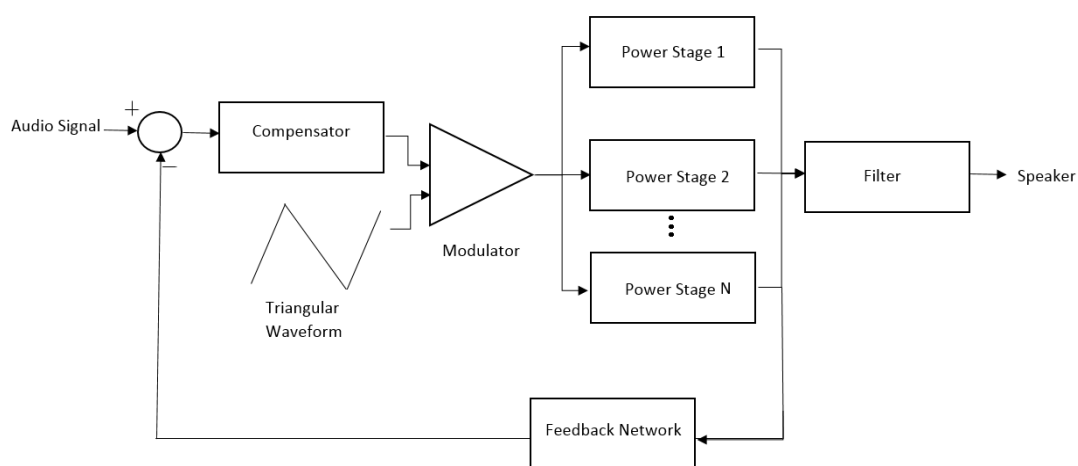 Power Stage 1
+
Audio Signal
Compensator
Power Stage 2
Filter
Speaker
−
Modulator
Power Stage N
Triangular
Waveform
Feedback Network